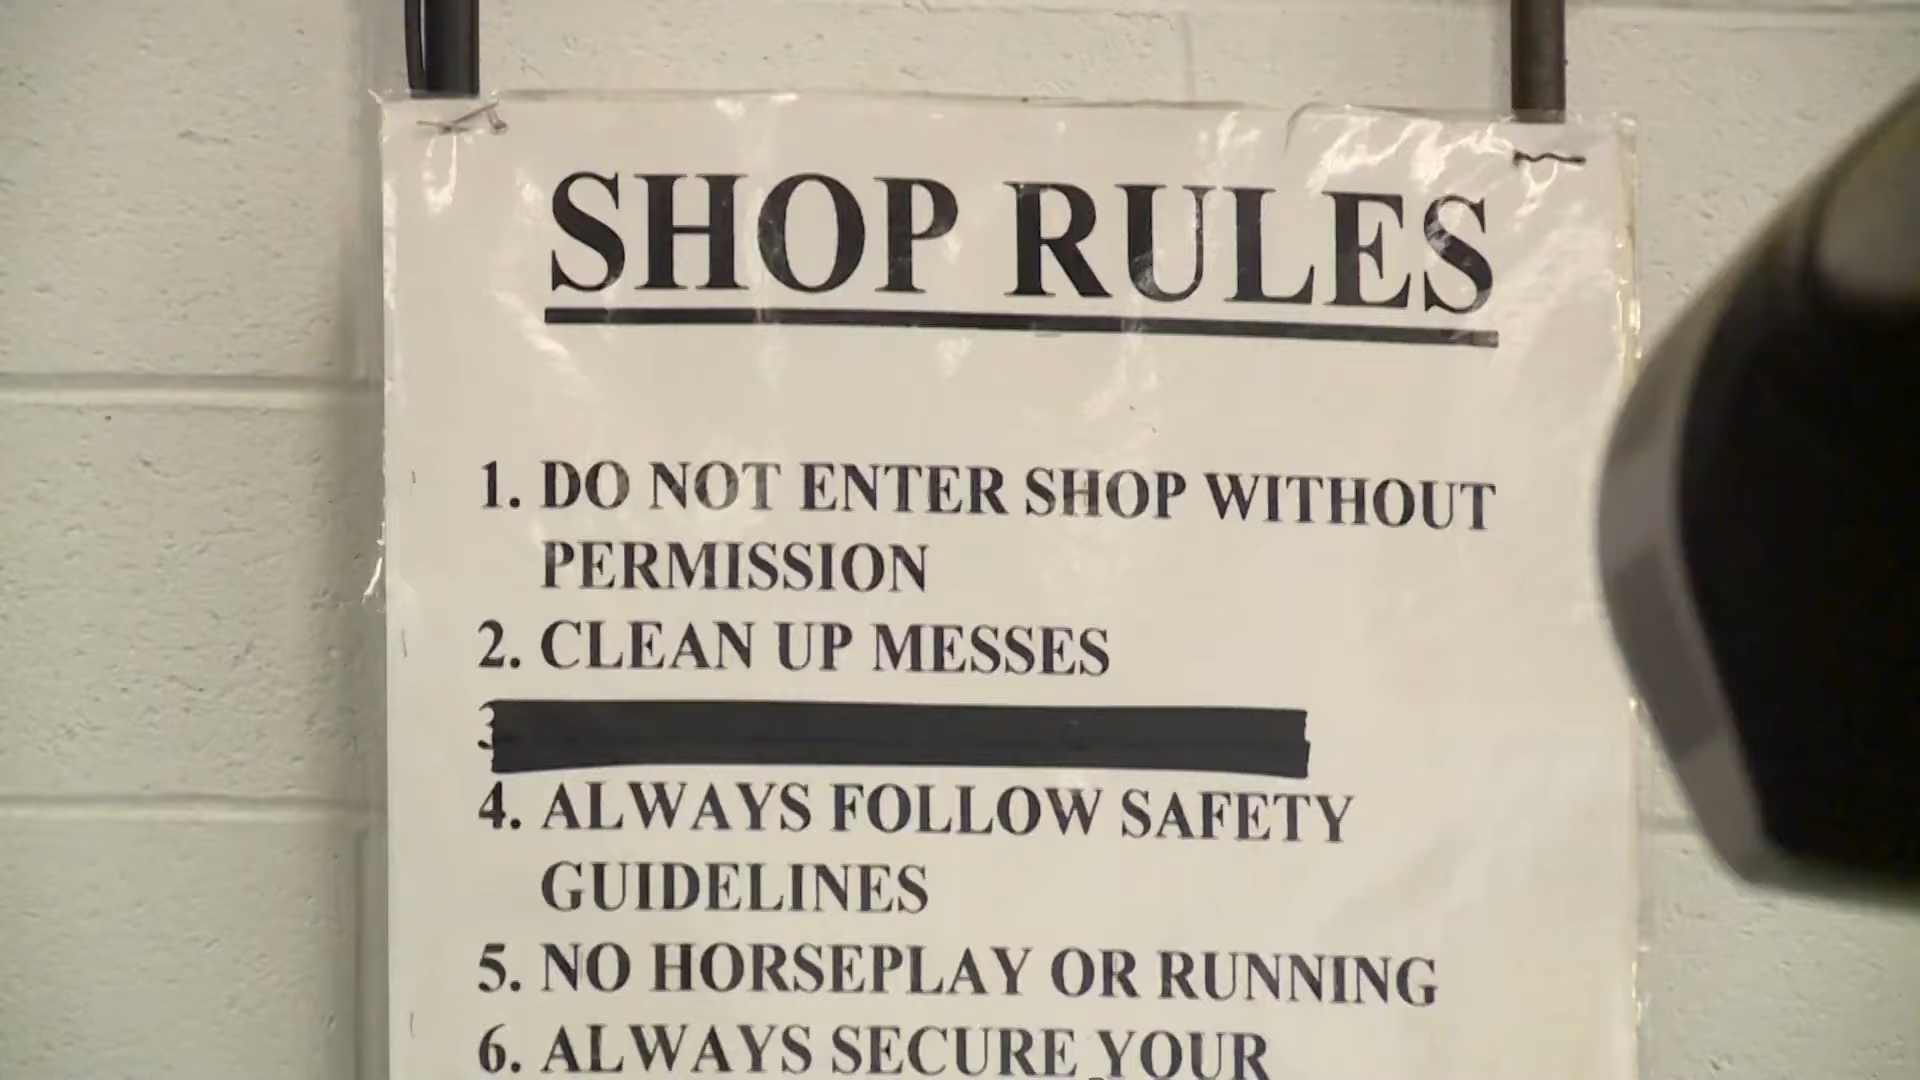 SHOP RULES
1. DO NOT ENTER SHOP WITHOUT
PERMISSION
2. CLEAN UP MESSES
3
4. ALWAYS FOLLOW SAFETY
GUIDELINES
5. NO HORSEPLAY OR RUNNING
6. ALWAYS SECURE YOUR